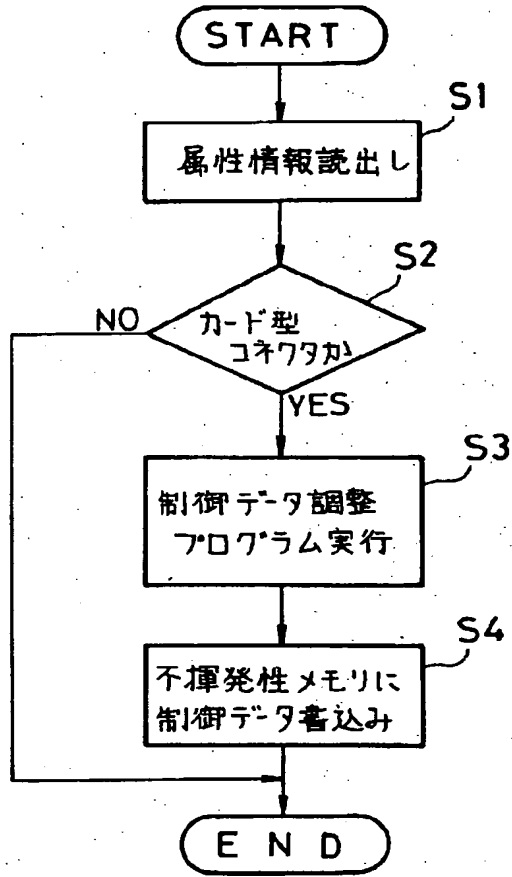 START
S1
属性情報読出し
S2
カード型
コネクタか
NO
YES
S3
制御データ調整
プログラム実行
S4
不揮発性メモリに
制御データ書込み
END